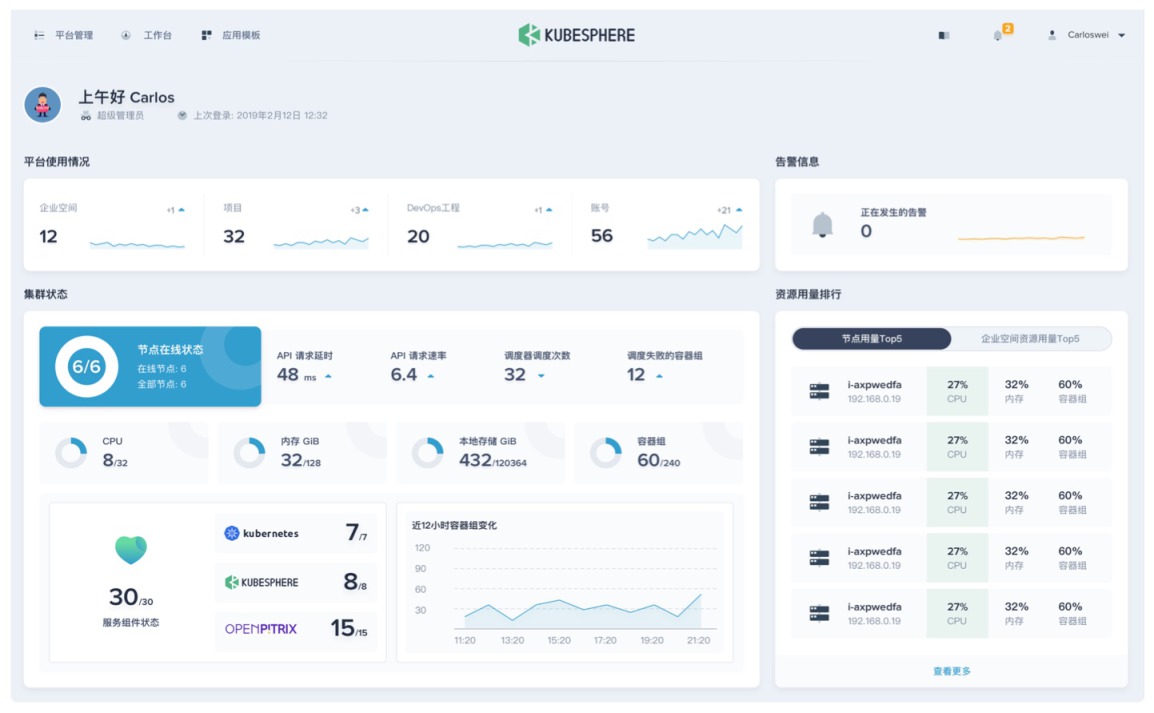 平台管理 工作台 应用模板 KUBESPHERE 2 Carloswei
上午好 Carlos
超级管理员 上次登录: 2019年2月12日 12:32
平台使用情况
企业空间 +1
12
项目 +3
32
DevOps工程 +1
20
账号 +21
56
告警信息
正在发生的告警
0
集群状态
6/6
节点在线状态
在线节点: 6
全部节点: 6
API 请求延时
48 ms
API 请求速率
6.4
调度器调度次数
32
调度失败的容器组
12
CPU
8/32
内存 GiB
32/128
本地存储 GiB
432/120364
容器组
60/240
30/30
服务组件状态
kubernetes 7/7
KUBESPHERE 8/8
OPENP!TRIX 15/15
近12小时容器组变化
120
90
60
30
11:20 13:20 15:20 17:20 19:20 21:20
资源用量排行
节点用量Top5 企业空间资源用量Top5
i-axpwedfa 27% 32% 60%
192.168.0.19 CPU 内存 容器组
i-axpwedfa 27% 32% 60%
192.168.0.19 CPU 内存 容器组
i-axpwedfa 27% 32% 60%
192.168.0.19 CPU 内存 容器组
i-axpwedfa 27% 32% 60%
192.168.0.19 CPU 内存 容器组
i-axpwedfa 27% 32% 60%
192.168.0.19 CPU 内存 容器组
查看更多